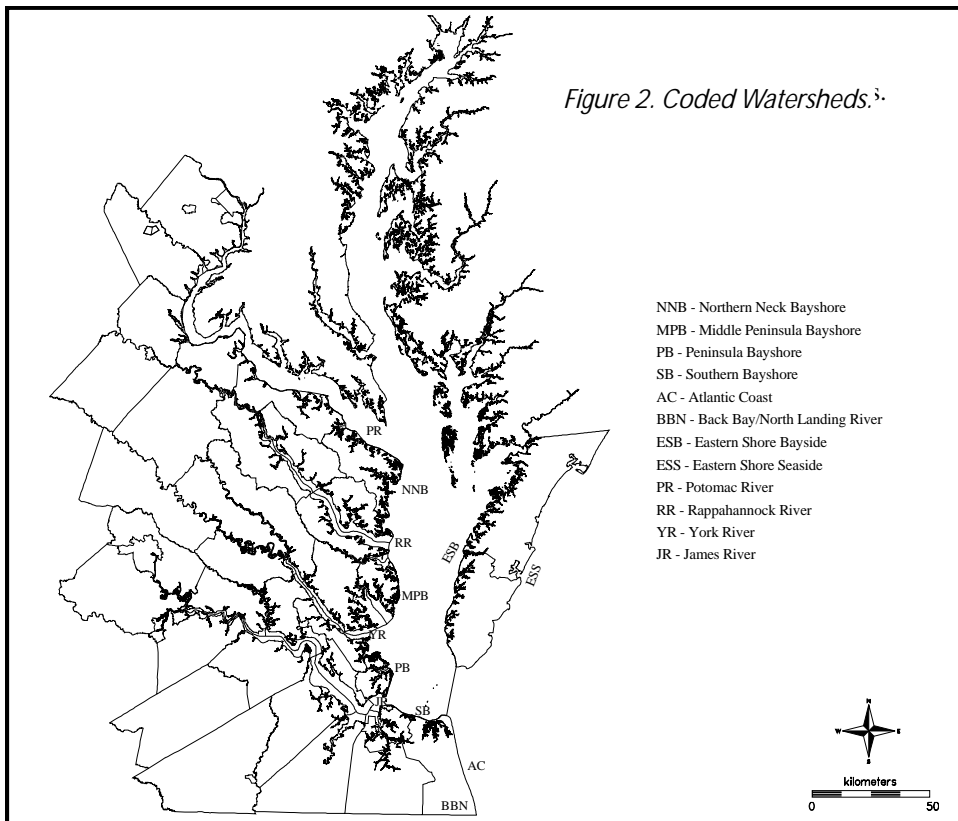 Figure 2. Coded Watersheds.
NNB - Northern Neck Bayshore
MPB - Middle Peninsula Bayshore
PB - Peninsula Bayshore
SB - Southern Bayshore
AC - Atlantic Coast
BBN - Back Bay/North Landing River
ESB - Eastern Shore Bayside
ESS - Eastern Shore Seaside
PR - Potomac River
RR - Rappahannock River
YR - York River
JR - James River
PR
NNB
RR
ESB
ESS
MPB
YR
PB
SB
AC
BBN
N
W
E
S
kilometers
0 50